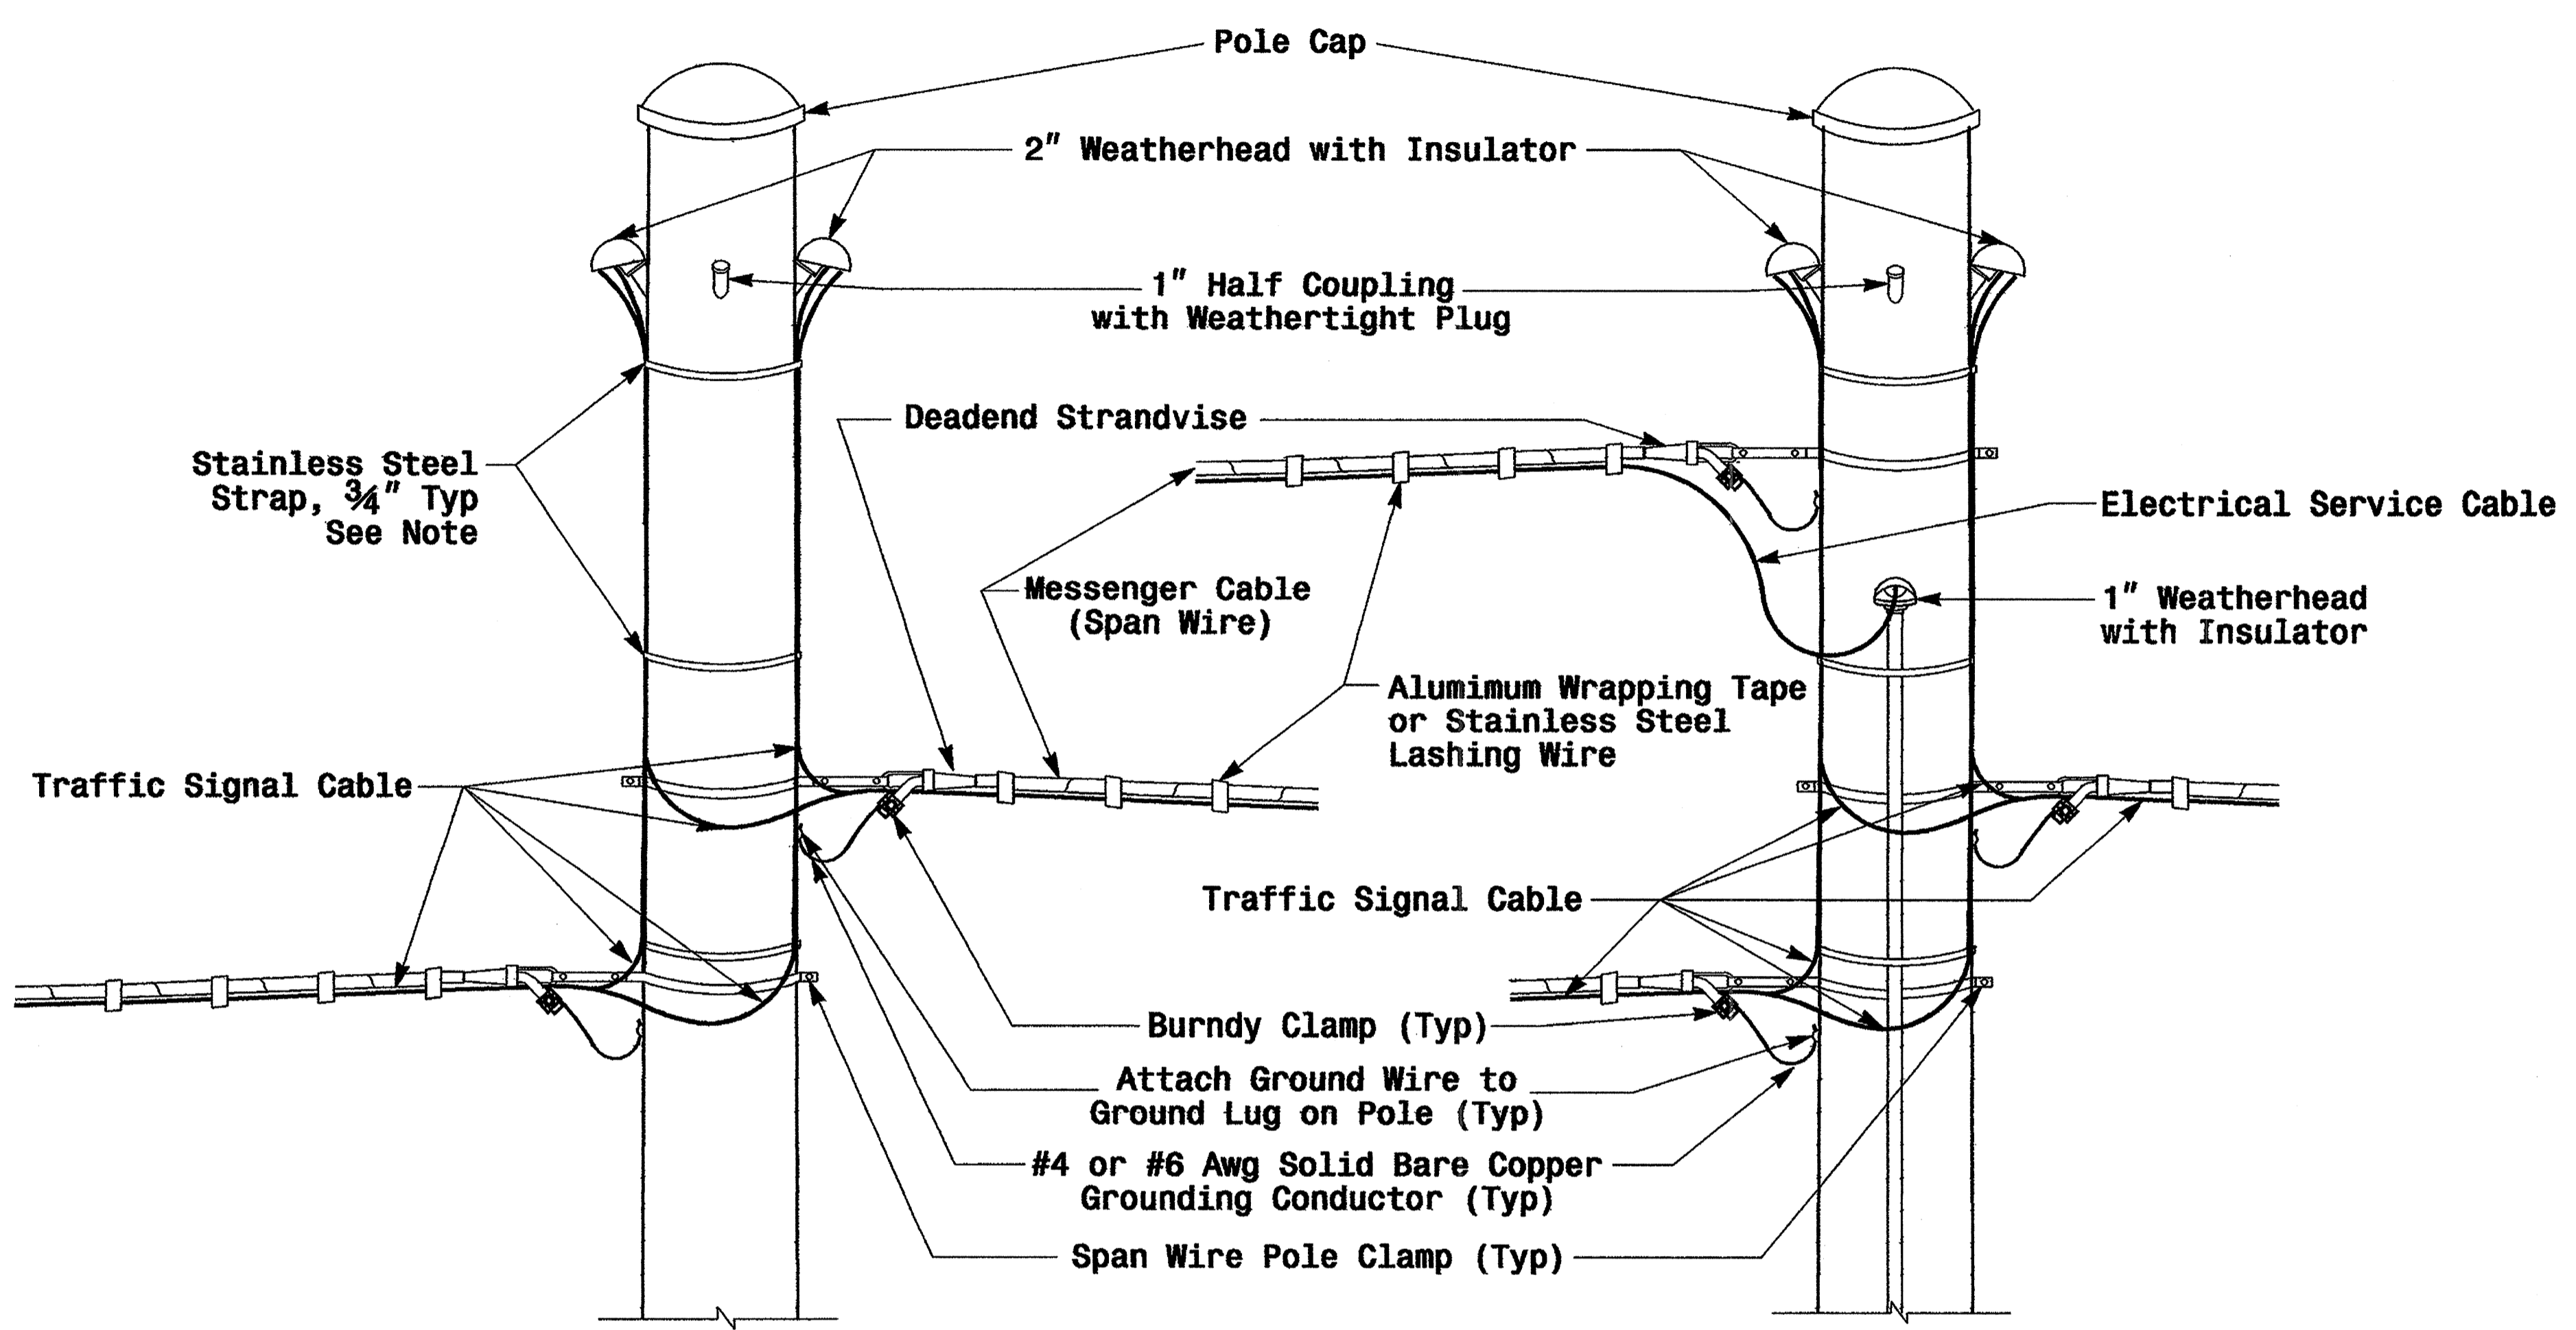 Pole Cap
2" Weatherhead with Insulator
1" Half Coupling
with Weathertight Plug
Deadend Strandvise
Stainless Steel
Strap, ¾" Typ
See Note
Electrical Service Cable
Messenger Cable
(Span Wire)
1" Weatherhead
with Insulator
Alumimum Wrapping Tape
or Stainless Steel
Lashing Wire
Traffic Signal Cable
Traffic Signal Cable
Burndy Clamp (Typ)
Attach Ground Wire to
Ground Lug on Pole (Typ)
#4 or #6 Awg Solid Bare Copper
Grounding Conductor (Typ)
Span Wire Pole Clamp (Typ)